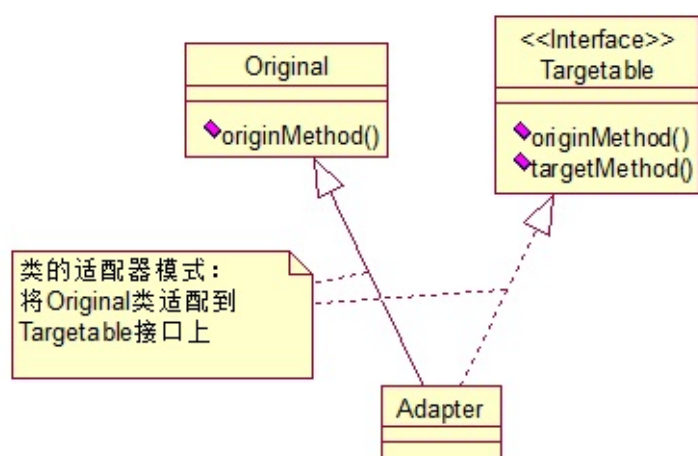 Original
originMethod()
<<Interface>>
Targetable
originMethod()
targetMethod()
类的适配器模式：
将Original类适配到
Targetable接口上
Adapter